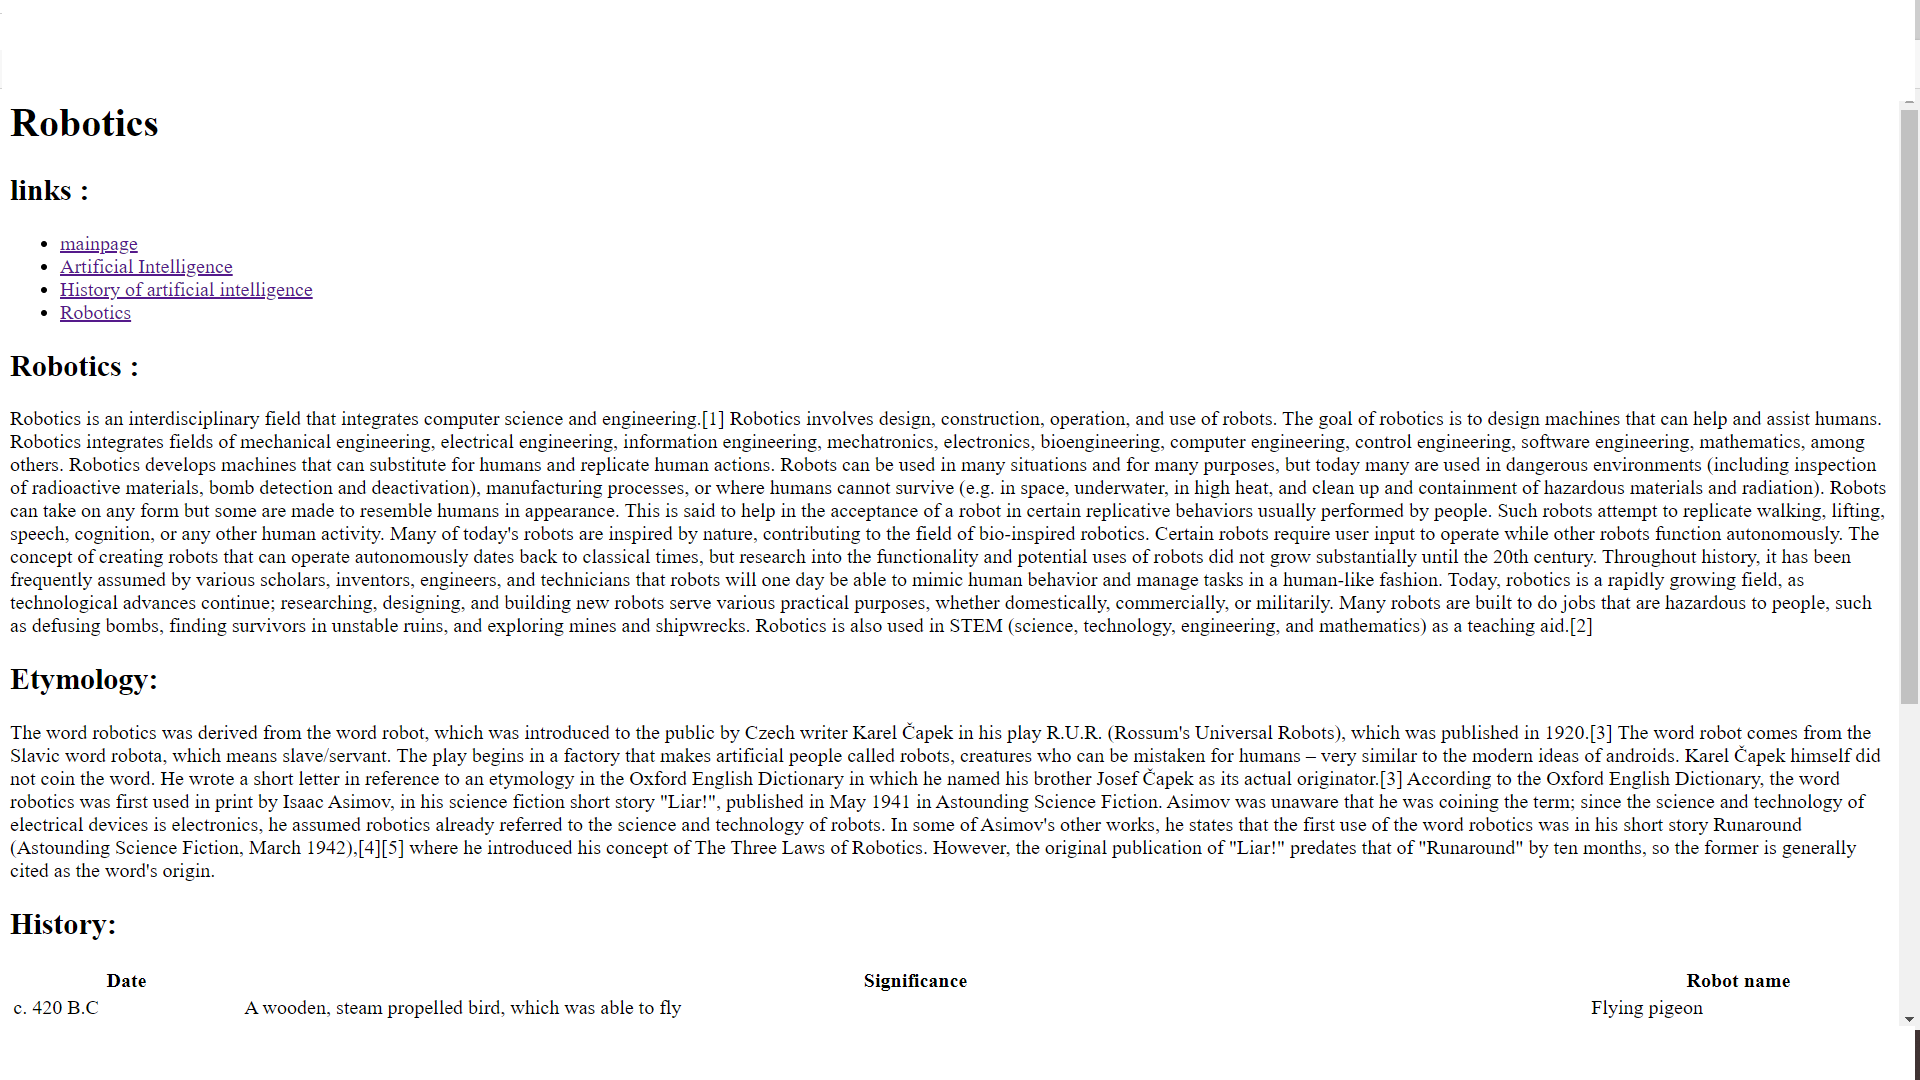 Robotics
links :
mainpage
Artificial Intelligence
History of artificial intelligence
Robotics
Robotics :
Robotics is an interdisciplinary field that integrates computer science and engineering.[1] Robotics involves design, construction, operation, and use of robots. The goal of robotics is to design machines that can help and assist humans.
Robotics integrates fields of mechanical engineering, electrical engineering, information engineering, mechatronics, electronics, bioengineering, computer engineering, control engineering, software engineering, mathematics, among
others. Robotics develops machines that can substitute for humans and replicate human actions. Robots can be used in many situations and for many purposes, but today many are used in dangerous environments (including inspection
of radioactive materials, bomb detection and deactivation), manufacturing processes, or where humans cannot survive (e.g. in space, underwater, in high heat, and clean up and containment of hazardous materials and radiation). Robots
can take on any form but some are made to resemble humans in appearance. This is said to help in the acceptance of a robot in certain replicative behaviors usually performed by people. Such robots attempt to replicate walking, lifting,
speech, cognition, or any other human activity. Many of today's robots are inspired by nature, contributing to the field of bio-inspired robotics. Certain robots require user input to operate while other robots function autonomously. The
concept of creating robots that can operate autonomously dates back to classical times, but research into the functionality and potential uses of robots did not grow substantially until the 20th century. Throughout history, it has been
frequently assumed by various scholars, inventors, engineers, and technicians that robots will one day be able to mimic human behavior and manage tasks in a human-like fashion. Today, robotics is a rapidly growing field, as
technological advances continue; researching, designing, and building new robots serve various practical purposes, whether domestically, commercially, or militarily. Many robots are built to do jobs that are hazardous to people, such
as defusing bombs, finding survivors in unstable ruins, and exploring mines and shipwrecks. Robotics is also used in STEM (science, technology, engineering, and mathematics) as a teaching aid.[2]
Etymology:
The word robotics was derived from the word robot, which was introduced to the public by Czech writer Karel Čapek in his play R.U.R. (Rossum's Universal Robots), which was published in 1920.[3] The word robot comes from the
Slavic word robota, which means slave/servant. The play begins in a factory that makes artificial people called robots, creatures who can be mistaken for humans – very similar to the modern ideas of androids. Karel Čapek himself did
not coin the word. He wrote a short letter in reference to an etymology in the Oxford English Dictionary in which he named his brother Josef Čapek as its actual originator.[3] According to the Oxford English Dictionary, the word
robotics was first used in print by Isaac Asimov, in his science fiction short story "Liar!", published in May 1941 in Astounding Science Fiction. Asimov was unaware that he was coining the term; since the science and technology of
electrical devices is electronics, he assumed robotics already referred to the science and technology of robots. In some of Asimov's other works, he states that the first use of the word robotics was in his short story Runaround
(Astounding Science Fiction, March 1942),[4][5] where he introduced his concept of The Three Laws of Robotics. However, the original publication of "Liar!" predates that of "Runaround" by ten months, so the former is generally
cited as the word's origin.
History:
Date Significance Robot name
c. 420 B.C A wooden, steam propelled bird, which was able to fly Flying pigeon